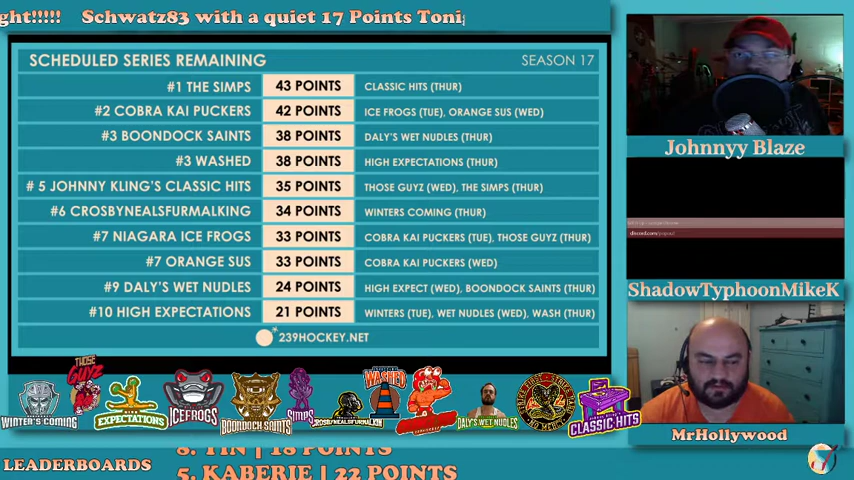 ght!!!!! Schwatz83 with a quiet 17 Points Toni
SCHEDULED SERIES REMAINING SEASON 17
#1 THE SIMPS 43 POINTS CLASSIC HITS (THUR)
#2 COBRA KAI PUCKERS 42 POINTS ICE FROGS (TUE), ORANGE SUS (WED)
#3 BOONDOCK SAINTS 38 POINTS DALY'S WET NUDLES (THUR)
#3 WASHED 38 POINTS HIGH EXPECTATIONS (THUR)
# 5 JOHNNY KLING'S CLASSIC HITS 35 POINTS THOSE GUYZ (WED), THE SIMPS (THUR)
#6 CROSBYNEALSFURMALKING 34 POINTS WINTERS COMING (THUR)
#7 NIAGARA ICE FROGS 33 POINTS COBRA KAI PUCKERS (TUE), THOSE GUYZ (THUR)
#7 ORANGE SUS 33 POINTS COBRA KAI PUCKERS (WED)
#9 DALY'S WET NUDLES 24 POINTS HIGH EXPECT (WED), BOONDOCK SAINTS (THUR)
#10 HIGH EXPECTATIONS 21 POINTS WINTERS (TUE), WET NUDLES (WED), WASH (THUR)
239HOCKEY.NET
Johnnyy Blaze
ShadowTyphoonMikeK
MrHollywood
WINTER'S COMING
THOSE GUYZ
EXPECTATIONS
ICEFROGS
BOONDOCK SAINTS
SIMPS
WASHED
DALY'S WET NUDLES
CLASSIC HITS
LEADERBOARDS
8. TIN | 18 POINTS
5. KABERIE | 22 POINTS